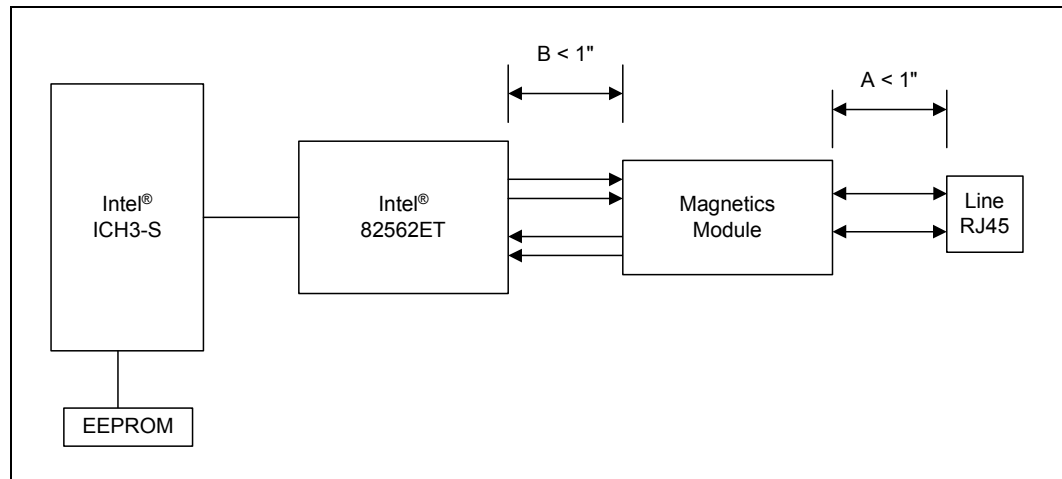 B < 1"
A < 1"
Intel®
ICH3-S
Intel®
82562ET
Magnetics
Module
Line
RJ45
EEPROM